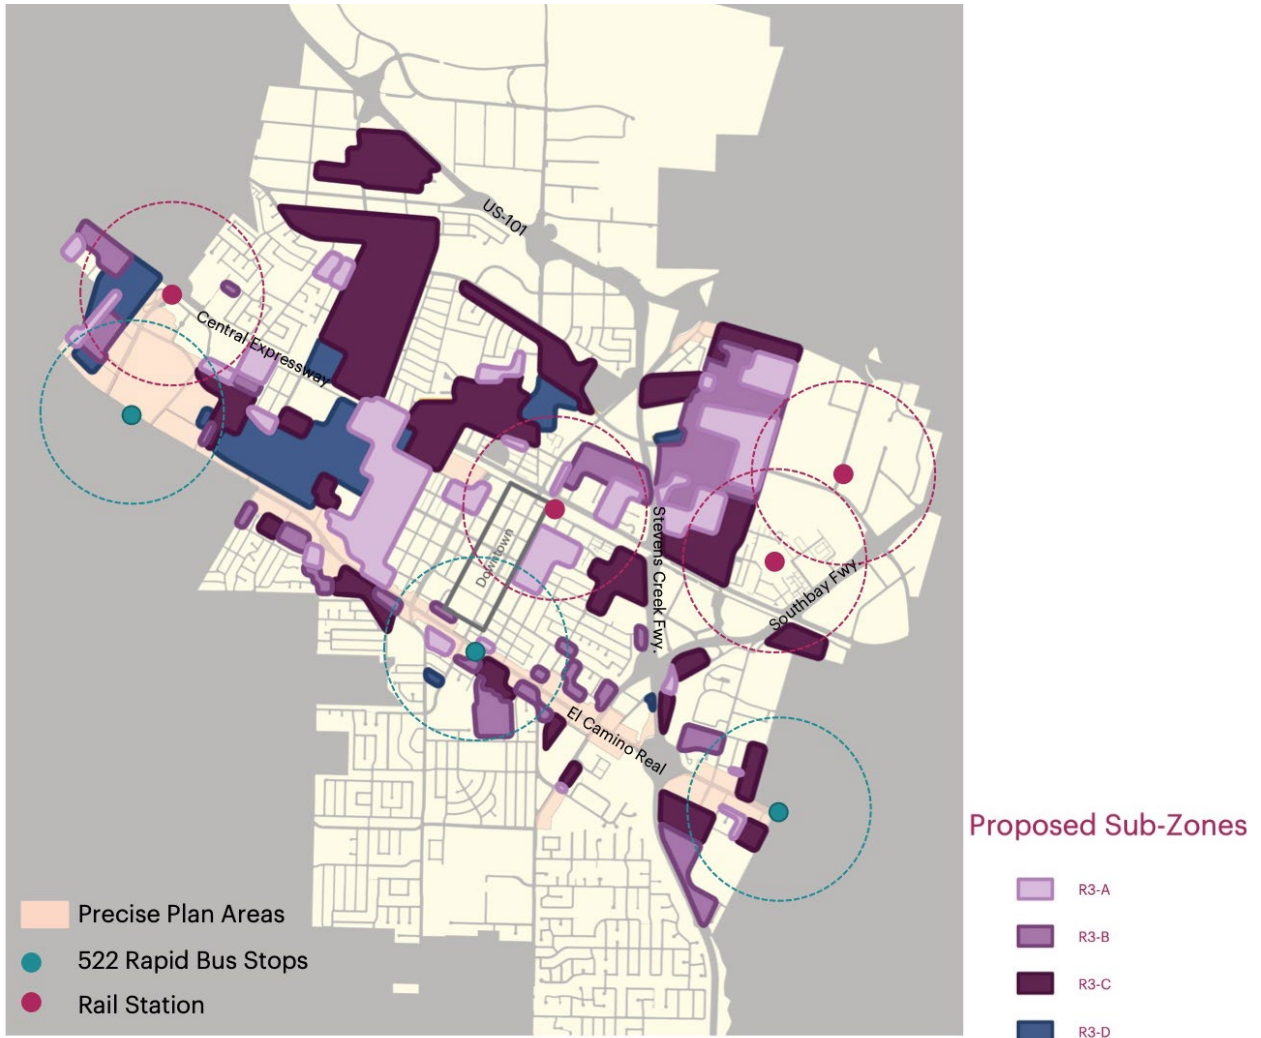 US-101
Central Expressway
Downtown
Stevens Creek Fwy.
Southbay Fwy.
El Camino Real
Precise Plan Areas
522 Rapid Bus Stops
Rail Station
Proposed Sub-Zones
R3-A
R3-B
R3-C
R3-D